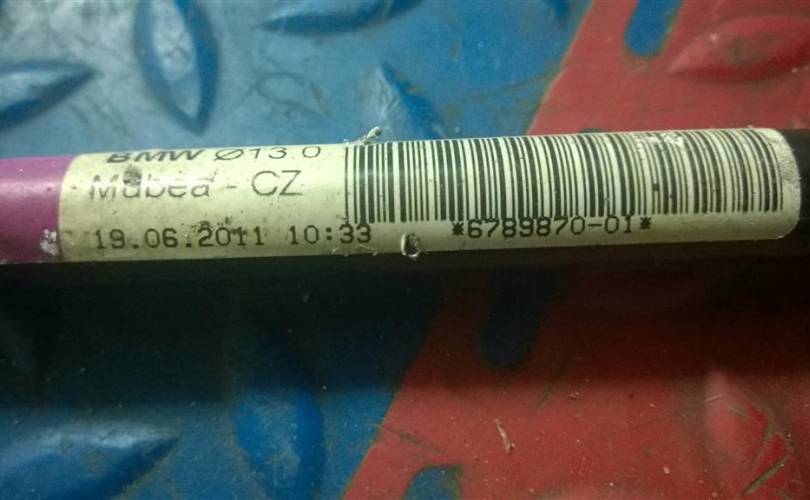 BMW Ø13.0
Mubea - CZ
19.06.2011 10:33
*6789870-01*